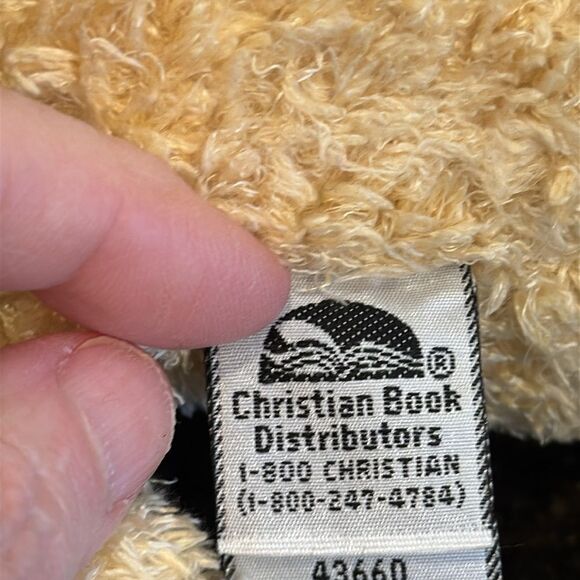 ®
Christian Book
Distributors
1-800 CHRISTIAN
(1-800-247-4784)
43660